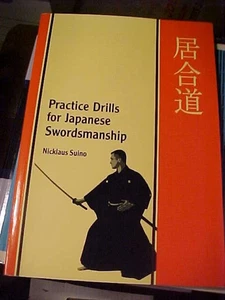 Practice Drills
for Japanese
Swordsmanship
Nicklaus Suino
居合道